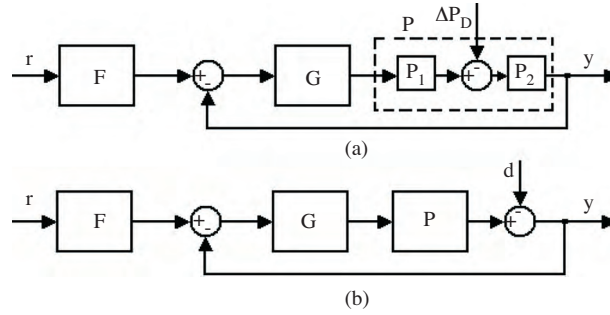 P ΔP_D
r F + - G P_1 + - P_2 y
(a)
d
r F + - G P + - y
(b)